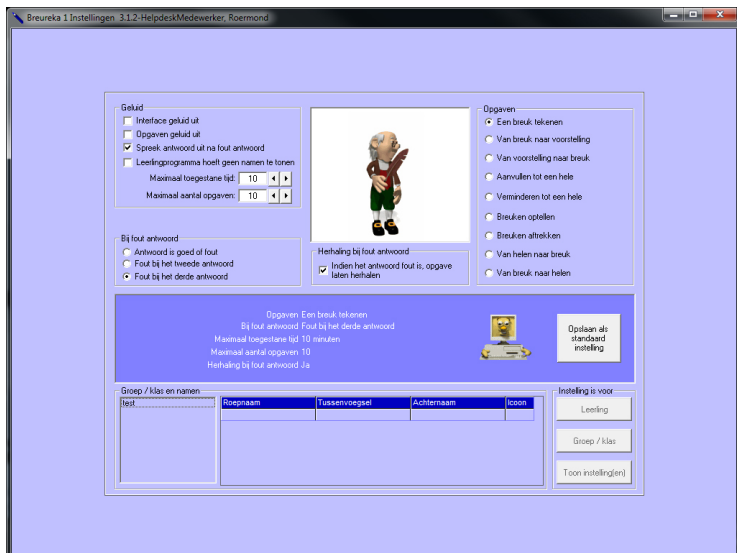 Breureka 1 Instellingen 3.1.2-HelpdeskMedewerker, Roermond
Geluid
Interface geluid uit
Opgaven geluid uit
Spreek antwoord uit na fout antwoord
Leerlingprogramma hoeft geen namen te tonen
Maximaal toegestane tijd: 10
Maximaal aantal opgaven: 10
Bij fout antwoord
Antwoord is goed of fout
Fout bij het tweede antwoord
Fout bij het derde antwoord
Herhaling bij fout antwoord
Indien het antwoord fout is, opgave
laten herhalen
Opgaven
Een breuk tekenen
Van breuk naar voorstelling
Van voorstelling naar breuk
Aanvullen tot een hele
Verminderen tot een hele
Breuken optellen
Breuken aftrekken
Van helen naar breuk
Van breuk naar helen
Opgaven Een breuk tekenen
Bij fout antwoord Fout bij het derde antwoord
Maximaal toegestane tijd 10 minuten
Maximaal aantal opgaven 10
Herhaling bij fout antwoord Ja
Opslaan als
standaard
instelling
Groep / klas en namen
test
Roepnaam Tussenvoegsel Achternaam Icoon
Instelling is voor
Leerling
Groep / klas
Toon instelling(en)